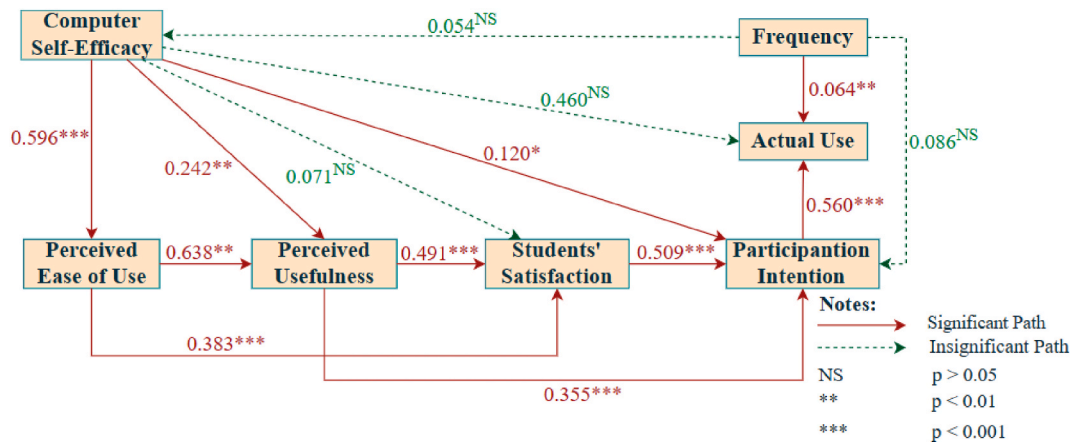 Computer
Self-Efficacy
0.054NS
Frequency
0.460NS
0.064**
0.596***
0.242**
0.071NS
0.120*
Actual Use
0.086NS
0.560***
Perceived
Ease of Use
0.638**
Perceived
Usefulness
0.491***
Students'
Satisfaction
0.509***
Participantion
Intention
0.383***
0.355***
Notes:
Significant Path
Insignificant Path
NS p > 0.05
** p < 0.01
*** p < 0.001